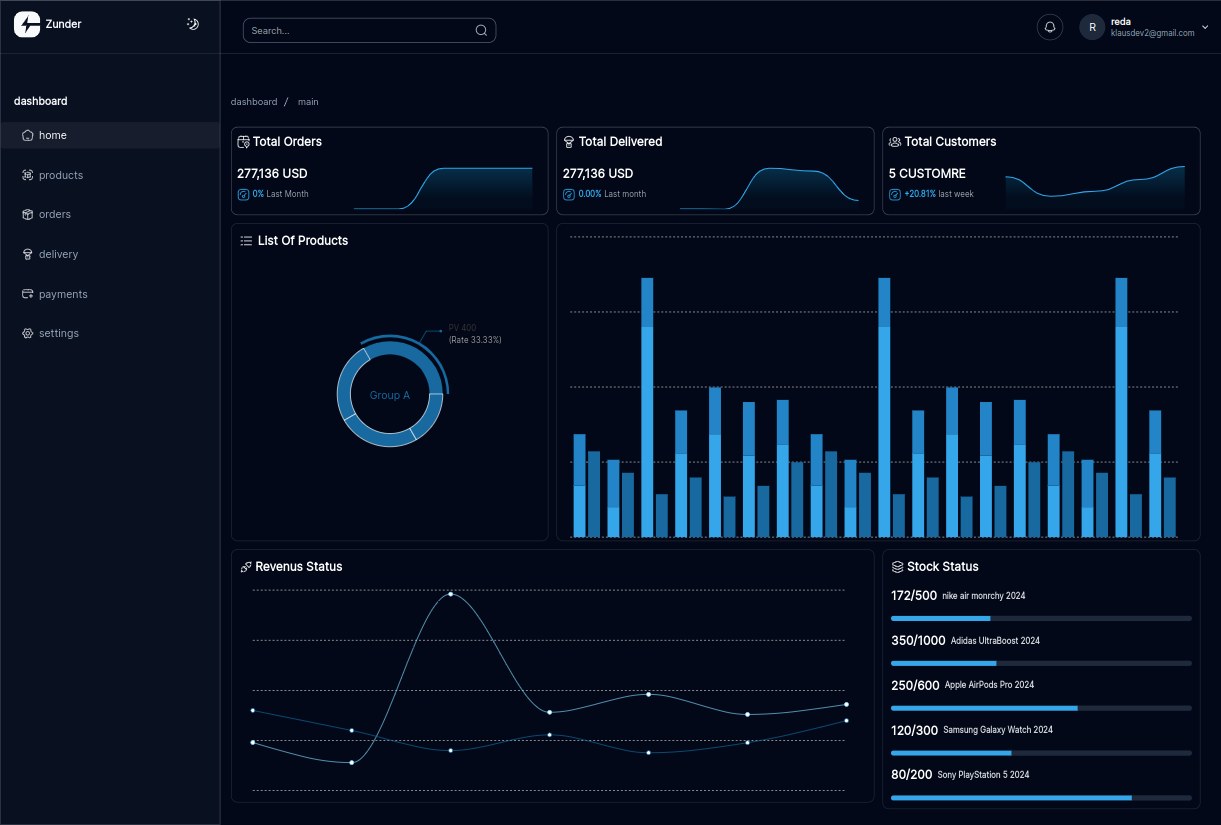 Zunder
Search...
R
reda
klausdev2@gmail.com
dashboard
home
products
orders
delivery
payments
settings
dashboard / main
Total Orders
277,136 USD
0% Last Month
Total Delivered
277,136 USD
0.00% Last month
Total Customers
5 CUSTOMRE
+20.81% last week
List Of Products
PV 400
(Rate 33.33%)
Group A
Revenus Status
Stock Status
172/500 nike air monrchy 2024
350/1000 Adidas UltraBoost 2024
250/600 Apple AirPods Pro 2024
120/300 Samsung Galaxy Watch 2024
80/200 Sony PlayStation 5 2024